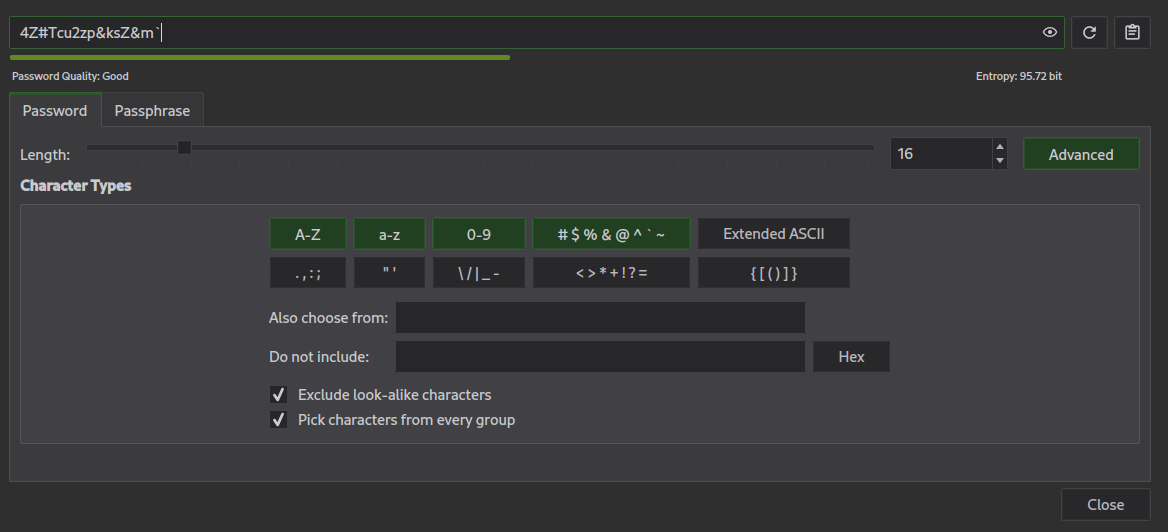 4Z#Tcu2zp&ksZ&m`
Password Quality: Good Entropy: 95.72 bit
Password Passphrase
Length: 16 Advanced
Character Types
A-Z a-z 0-9 #$%&@^`~ Extended ASCII
.,:; "' \/|_- <>*+!?= {[()]}
Also choose from:
Do not include: Hex
Exclude look-alike characters
Pick characters from every group
Close